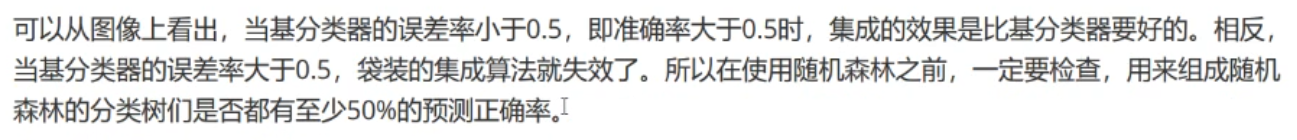 可以从图像上看出，当基分类器的误差率小于0.5，即准确率大于0.5时，集成的效果是比基分类器要好的。相反，
当基分类器的误差率大于0.5，袋装的集成算法就失效了。所以在使用随机森林之前，一定要检查，用来组成随机
森林的分类树们是否都有至少50%的预测正确率。